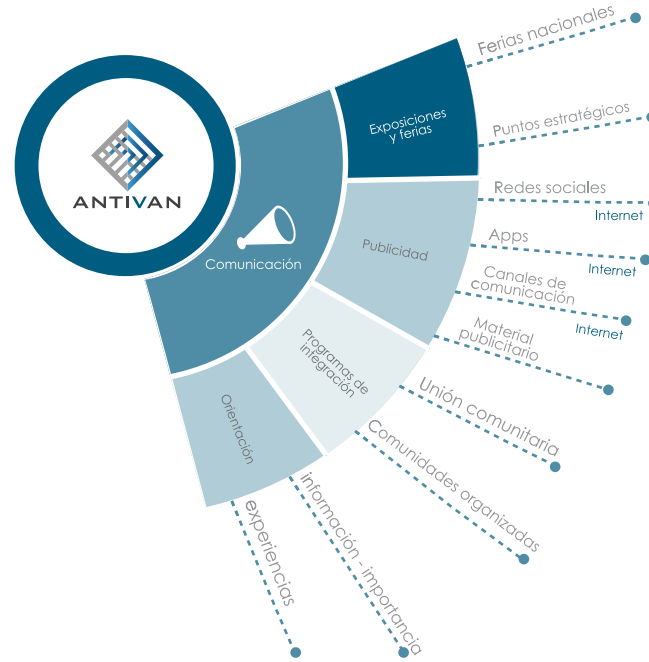 ANTIVAN
Comunicación
Exposiciones
y ferias
Ferias nacionales
Puntos estratégicos
Publicidad
Redes sociales
Internet
Apps
Internet
Canales de
comunicación
Internet
Material
publicitario
Programas de
integración
Unión comunitaria
Comunidades organizadas
Orientación
información - importancia
experiencias